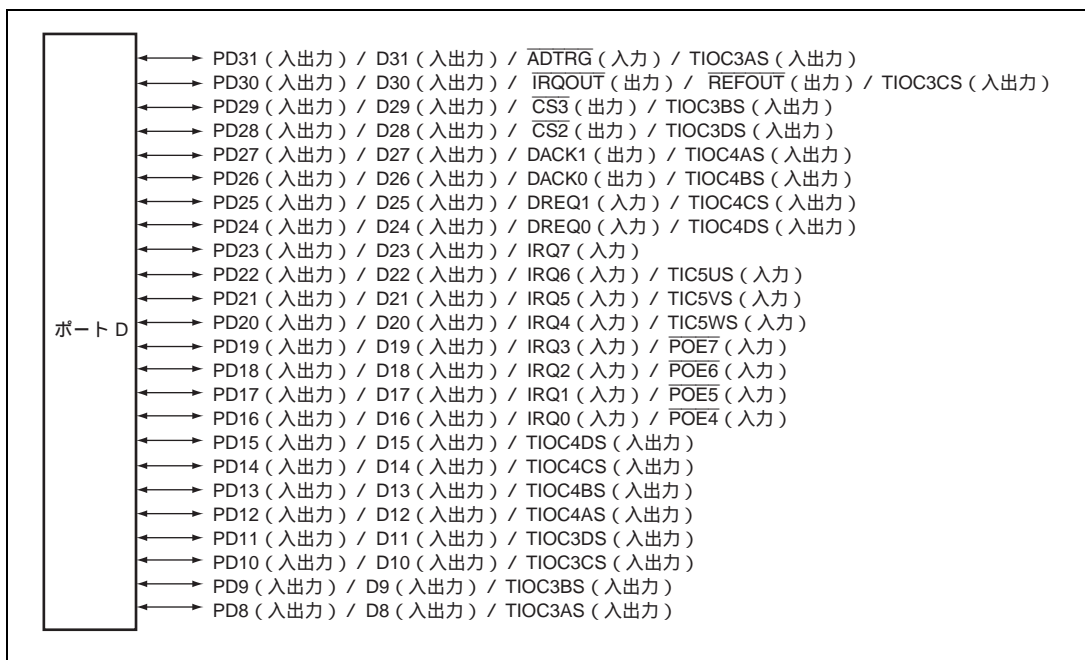 PD31(入出力)/ D31(入出力)/ A̅D̅T̅R̅G̅(入力)/ TIOC3AS(入出力)
PD30(入出力)/ D30(入出力)/ I̅R̅Q̅O̅U̅T̅(出力)/ R̅E̅F̅O̅U̅T̅(出力)/ TIOC3CS(入出力)
PD29(入出力)/ D29(入出力)/ C̅S̅3̅(出力)/ TIOC3BS(入出力)
PD28(入出力)/ D28(入出力)/ C̅S̅2̅(出力)/ TIOC3DS(入出力)
PD27(入出力)/ D27(入出力)/ DACK1(出力)/ TIOC4AS(入出力)
PD26(入出力)/ D26(入出力)/ DACK0(出力)/ TIOC4BS(入出力)
PD25(入出力)/ D25(入出力)/ DREQ1(入力)/ TIOC4CS(入出力)
PD24(入出力)/ D24(入出力)/ DREQ0(入力)/ TIOC4DS(入出力)
PD23(入出力)/ D23(入出力)/ IRQ7(入力)
PD22(入出力)/ D22(入出力)/ IRQ6(入力)/ TIC5US(入力)
PD21(入出力)/ D21(入出力)/ IRQ5(入力)/ TIC5VS(入力)
ポート D
PD20(入出力)/ D20(入出力)/ IRQ4(入力)/ TIC5WS(入力)
PD19(入出力)/ D19(入出力)/ IRQ3(入力)/ P̅O̅E̅7̅(入力)
PD18(入出力)/ D18(入出力)/ IRQ2(入力)/ P̅O̅E̅6̅(入力)
PD17(入出力)/ D17(入出力)/ IRQ1(入力)/ P̅O̅E̅5̅(入力)
PD16(入出力)/ D16(入出力)/ IRQ0(入力)/ P̅O̅E̅4̅(入力)
PD15(入出力)/ D15(入出力)/ TIOC4DS(入出力)
PD14(入出力)/ D14(入出力)/ TIOC4CS(入出力)
PD13(入出力)/ D13(入出力)/ TIOC4BS(入出力)
PD12(入出力)/ D12(入出力)/ TIOC4AS(入出力)
PD11(入出力)/ D11(入出力)/ TIOC3DS(入出力)
PD10(入出力)/ D10(入出力)/ TIOC3CS(入出力)
PD9(入出力)/ D9(入出力)/ TIOC3BS(入出力)
PD8(入出力)/ D8(入出力)/ TIOC3AS(入出力)